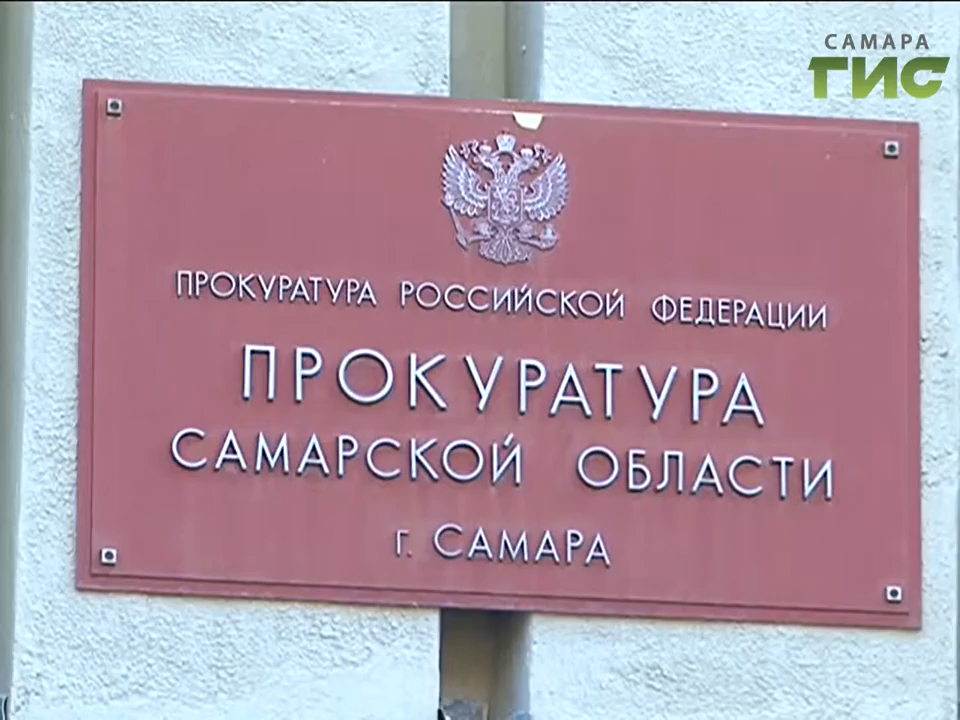 САМАРА
ГИС
ПРОКУРАТУРА РОССИЙСКОЙ ФЕДЕРАЦИИ
ПРОКУРАТУРА
САМАРСКОЙ ОБЛАСТИ
г. САМАРА